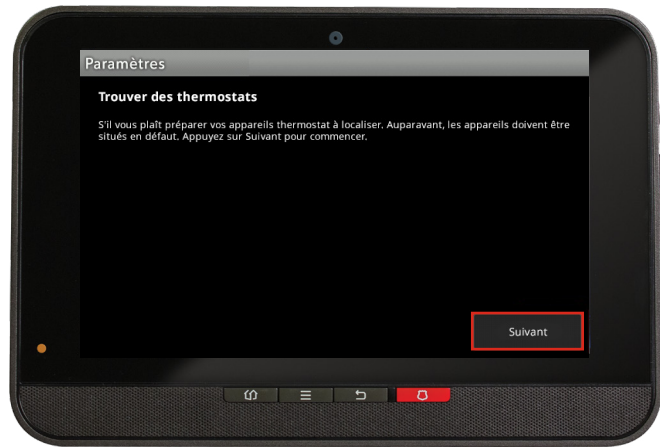 Paramètres
Trouver des thermostats
S'il vous plaît préparer vos appareils thermostat à localiser. Auparavant, les appareils doivent être
situés en défaut. Appuyez sur Suivant pour commencer.
Suivant